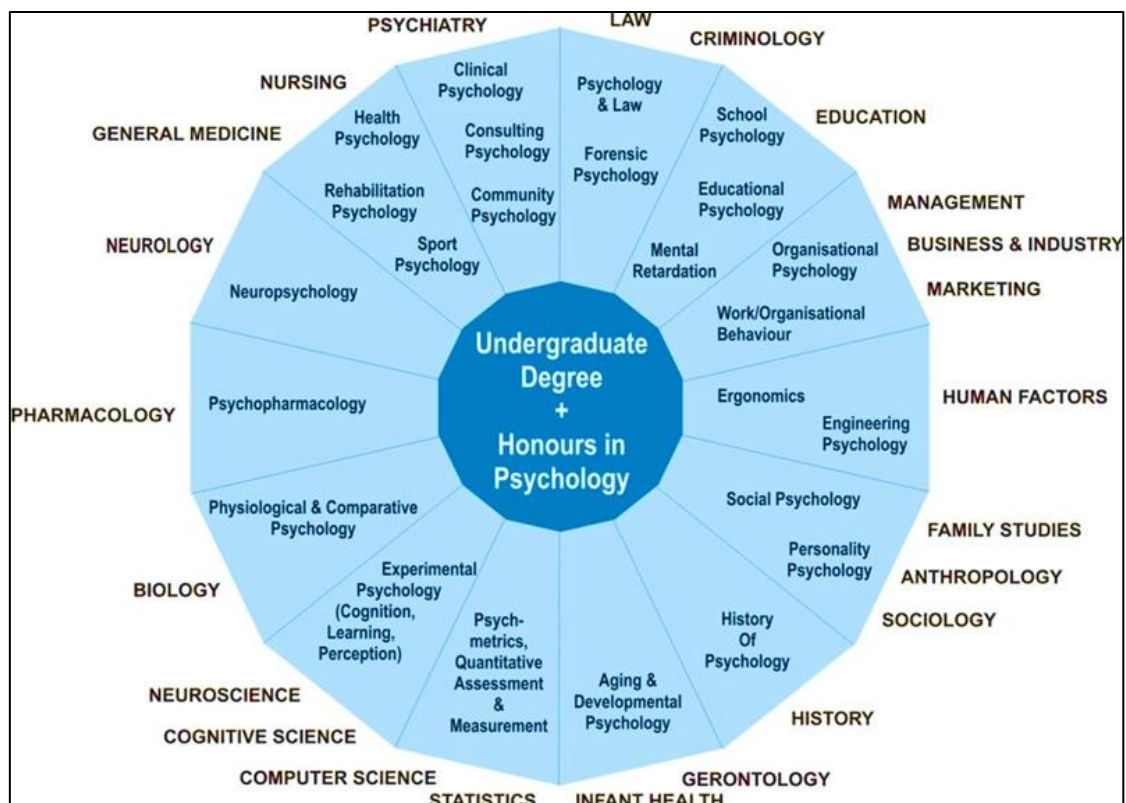 PSYCHIATRY
LAW
CRIMINOLOGY
NURSING
GENERAL MEDICINE
EDUCATION
MANAGEMENT
NEUROLOGY
BUSINESS & INDUSTRY
MARKETING
PHARMACOLOGY
HUMAN FACTORS
FAMILY STUDIES
ANTHROPOLOGY
SOCIOLOGY
BIOLOGY
NEUROSCIENCE
COGNITIVE SCIENCE
COMPUTER SCIENCE
STATISTICS
INFANT HEALTH
GERONTOLOGY
HISTORY
Clinical
Psychology
Consulting
Psychology
Community
Psychology
Psychology
& Law
Forensic
Psychology
School
Psychology
Educational
Psychology
Mental
Retardation
Organisational
Psychology
Work/Organisational
Behaviour
Ergonomics
Engineering
Psychology
Social Psychology
Personality
Psychology
History
Of
Psychology
Aging &
Developmental
Psychology
Psych-
metrics,
Quantitative
Assessment
&
Measurement
Experimental
Psychology
(Cognition,
Learning,
Perception)
Physiological & Comparative
Psychology
Psychopharmacology
Neuropsychology
Health
Psychology
Rehabilitation
Psychology
Sport
Psychology
Undergraduate
Degree
+
Honours in
Psychology